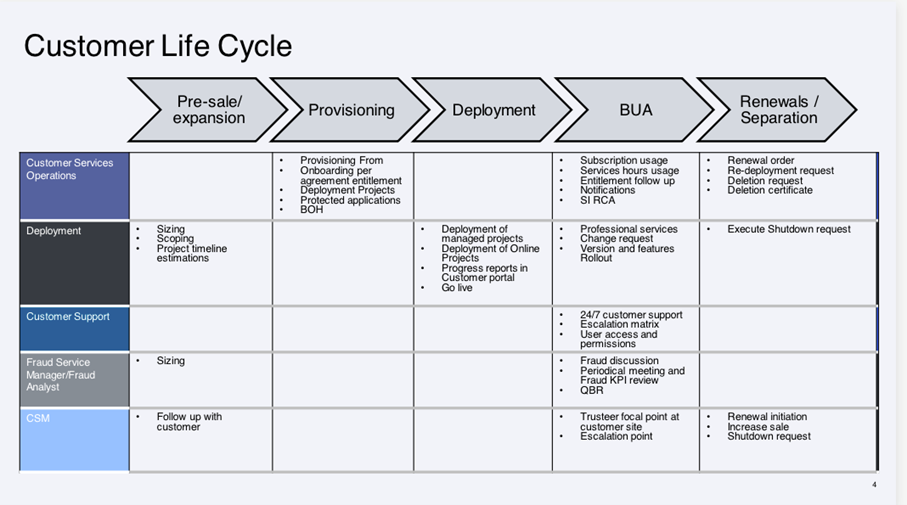 Customer Life Cycle
Pre-sale/
expansion
Provisioning
Deployment
BUA
Renewals /
Separation
Customer Services
Operations
• Provisioning From
• Onboarding per
agreement entitlement
• Deployment Projects
• Protected applications
• BOH
• Subscription usage
• Services hours usage
• Entitlement follow up
• Notifications
• SI RCA
• Renewal order
• Re-deployment request
• Deletion request
• Deletion certificate
Deployment
• Sizing
• Scoping
• Project timeline
estimations
• Deployment of
managed projects
• Deployment of Online
Projects
• Progress reports in
Customer portal
• Go live
• Professional services
• Change request
• Version and features
Rollout
• Execute Shutdown request
Customer Support
• 24/7 customer support
• Escalation matrix
• User access and
permissions
Fraud Service
Manager/Fraud
Analyst
• Sizing
• Fraud discussion
• Periodical meeting and
Fraud KPI review
• QBR
CSM
• Follow up with
customer
• Trusteer focal point at
customer site
• Escalation point
• Renewal initiation
• Increase sale
• Shutdown request
4